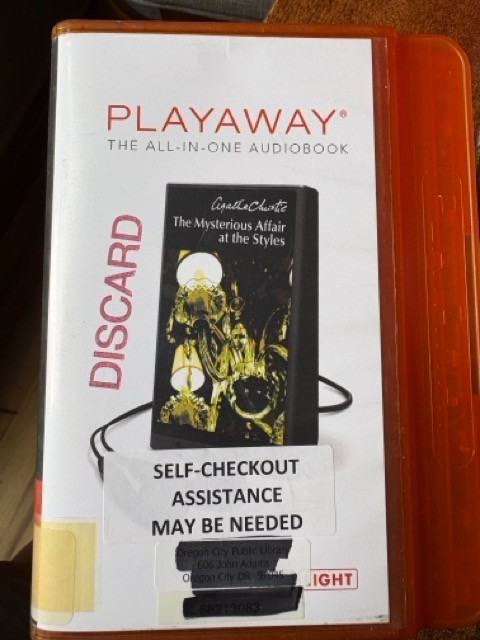 PLAYAWAY®
THE ALL-IN-ONE AUDIOBOOK
Agatha Christie
The Mysterious Affair
at the Styles
DISCARD
SELF-CHECKOUT
ASSISTANCE
MAY BE NEEDED
Oregon City Public Library
606 John Adams
Oregon City OR 97045
IGHT